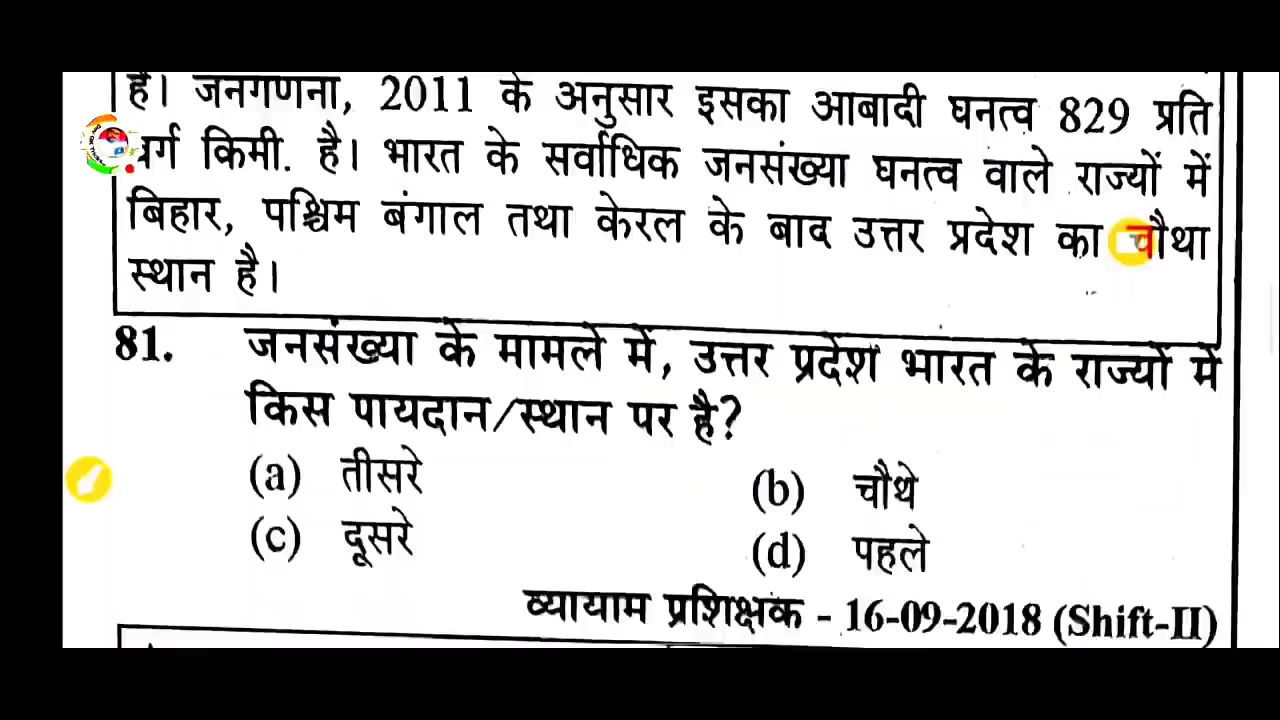 है। जनगणना, 2011 के अनुसार इसका आबादी घनत्व 829 प्रति
वर्ग किमी. है। भारत के सर्वाधिक जनसंख्या घनत्व वाले राज्यों में
बिहार, पश्चिम बंगाल तथा केरल के बाद उत्तर प्रदेश का चौथा
स्थान है।
81. जनसंख्या के मामले में, उत्तर प्रदेश भारत के राज्यों में
किस पायदान/स्थान पर है?
(a) तीसरे (b) चौथे
(c) दूसरे (d) पहले
व्यायाम प्रशिक्षक - 16-09-2018 (Shift-II)